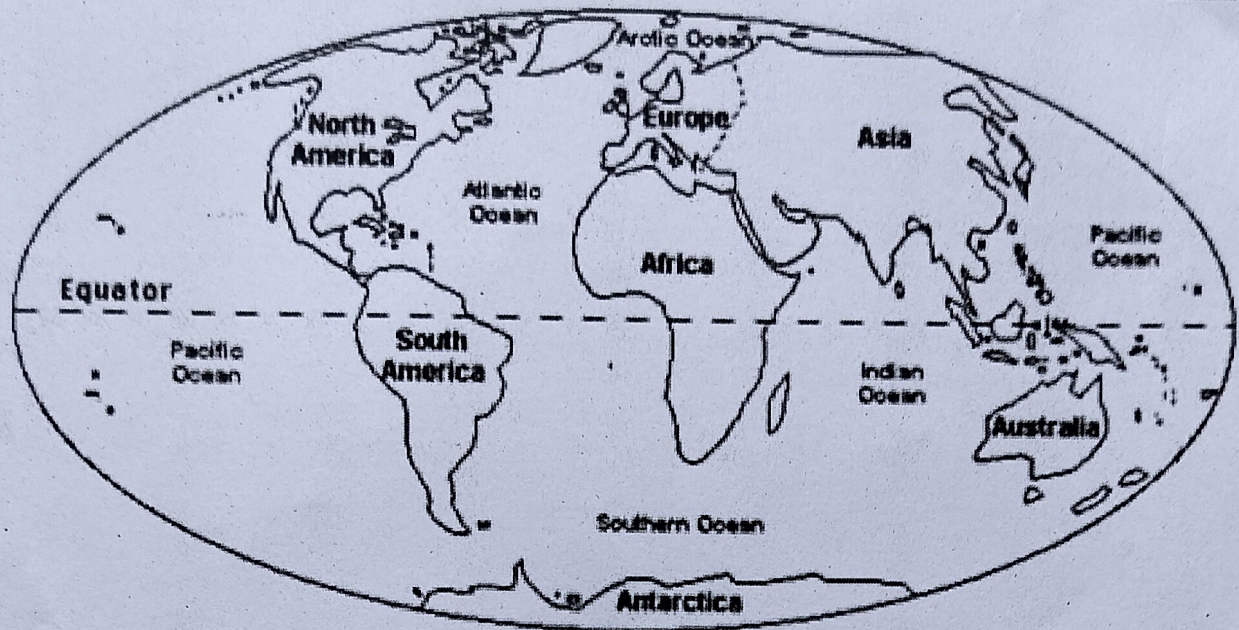 Arctic Ocean
North
America
Europe
Asia
Atlantic
Ocean
Africa
Pacific
Ocean
Equator
Pacific
Ocean
South
America
Indian
Ocean
Australia
Southern Ocean
Antarctica